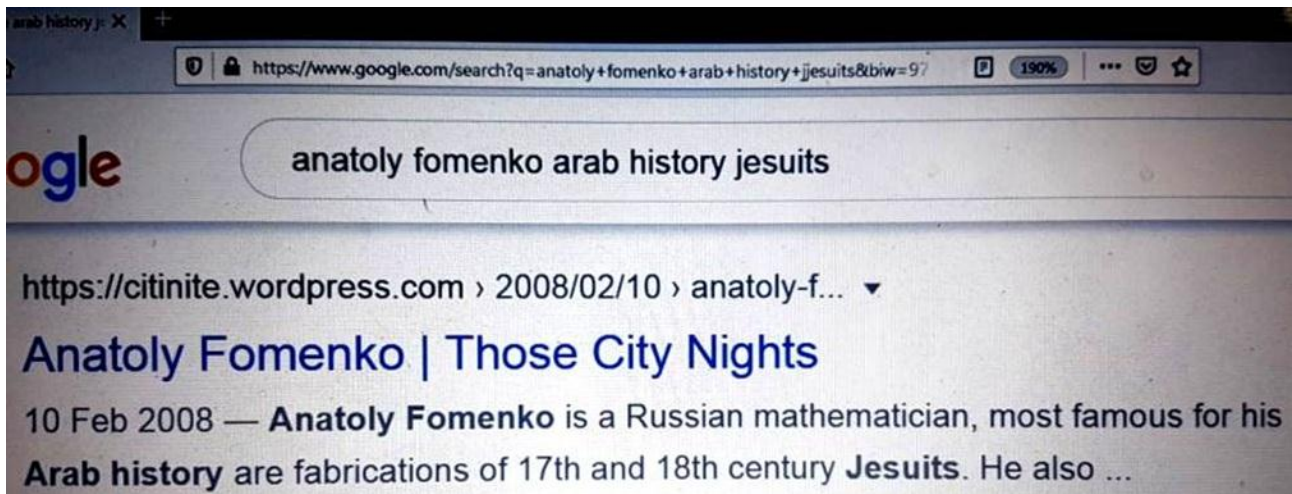 arab history j: X +
https://www.google.com/search?q=anatoly+fomenko+arab+history+jjesuits&biw=97 190% ...
ogle anatoly fomenko arab history jesuits
https://citinite.wordpress.com › 2008/02/10 › anatoly-f...
Anatoly Fomenko | Those City Nights
10 Feb 2008 — Anatoly Fomenko is a Russian mathematician, most famous for his
Arab history are fabrications of 17th and 18th century Jesuits. He also ...